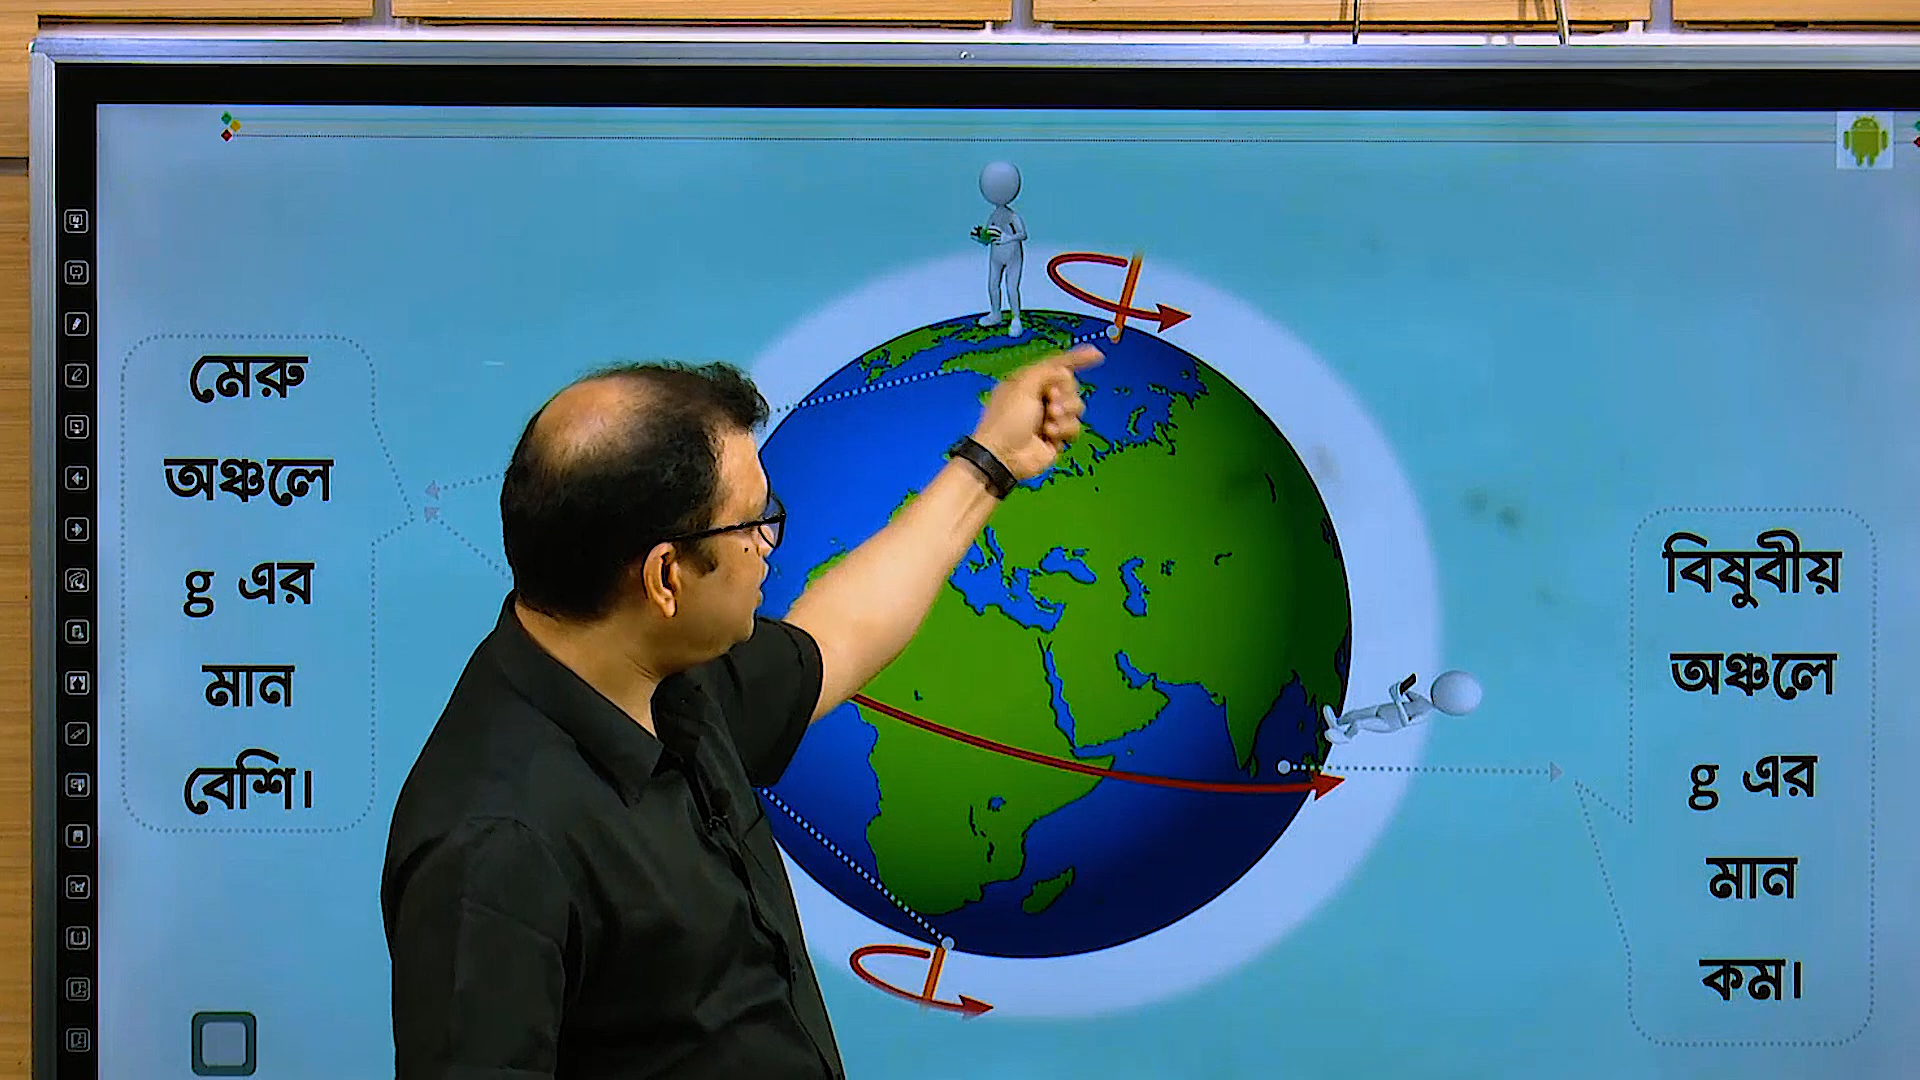 মেরু
অঞ্চলে
g এর
মান
বেশি।
বিষুবীয়
অঞ্চলে
g এর
মান
কম।